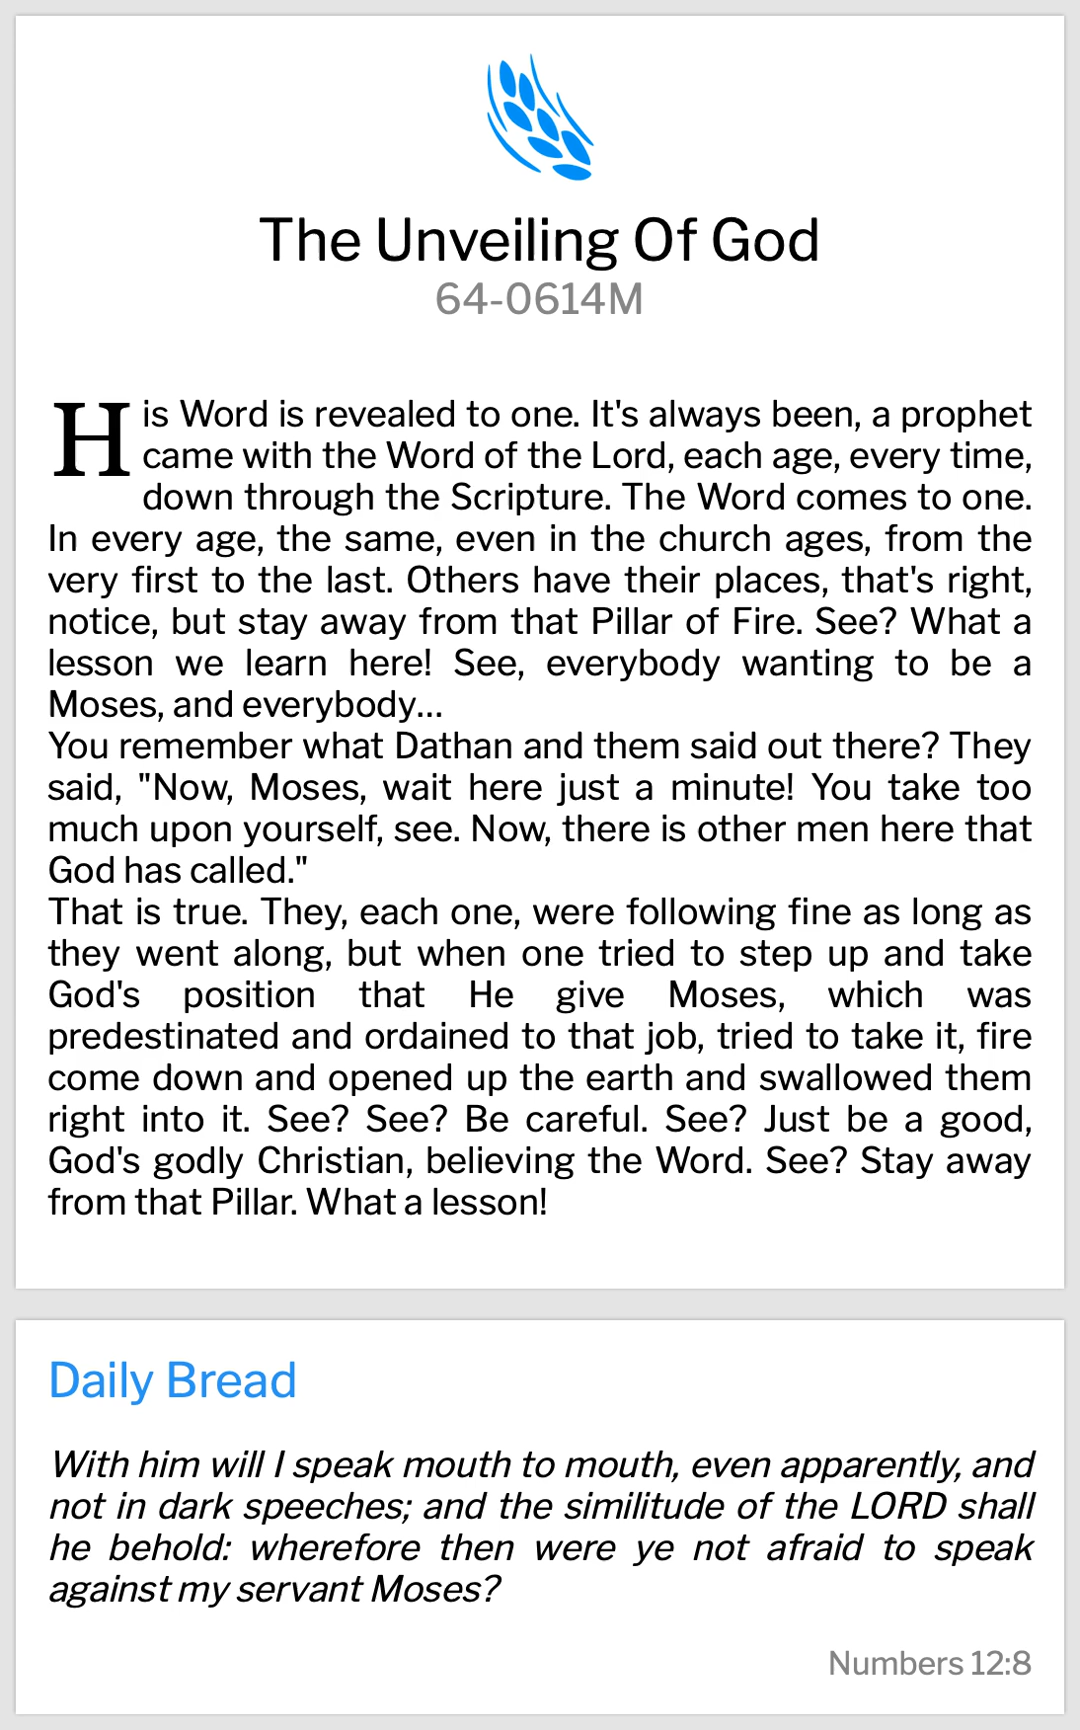 The Unveiling Of God
64-0614M
His Word is revealed to one. It's always been, a prophet
came with the Word of the Lord, each age, every time,
down through the Scripture. The Word comes to one.
In every age, the same, even in the church ages, from the
very first to the last. Others have their places, that's right,
notice, but stay away from that Pillar of Fire. See? What a
lesson we learn here! See, everybody wanting to be a
Moses, and everybody...
You remember what Dathan and them said out there? They
said, "Now, Moses, wait here just a minute! You take too
much upon yourself, see. Now, there is other men here that
God has called."
That is true. They, each one, were following fine as long as
they went along, but when one tried to step up and take
God's position that He give Moses, which was
predestinated and ordained to that job, tried to take it, fire
come down and opened up the earth and swallowed them
right into it. See? See? Be careful. See? Just be a good,
God's godly Christian, believing the Word. See? Stay away
from that Pillar. What a lesson!
Daily Bread
With him will I speak mouth to mouth, even apparently, and
not in dark speeches; and the similitude of the LORD shall
he behold: wherefore then were ye not afraid to speak
against my servant Moses?
Numbers 12:8